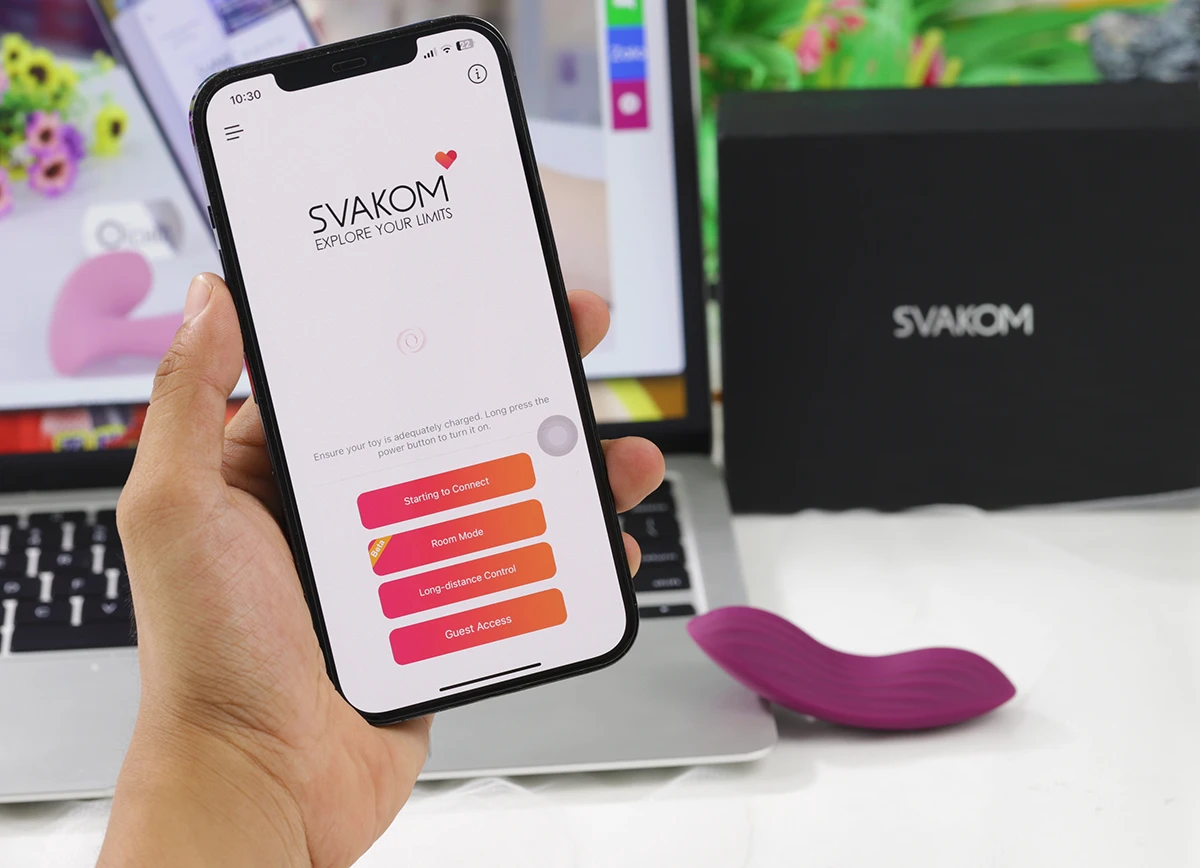 10:30
22
SVAKOM
EXPLORE YOUR LIMITS
Ensure your toy is adequately charged. Long press the
power button to turn it on.
Starting to Connect
Beta
Room Mode
Long-distance Control
Guest Access
SVAKOM